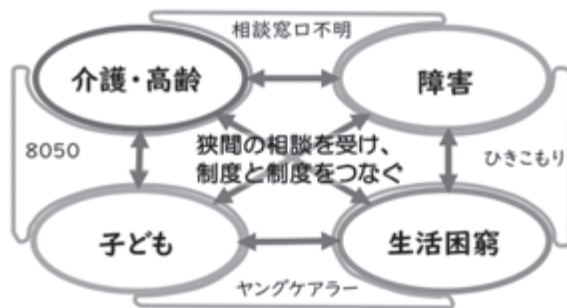 相談窓口不明
介護・高齢
障害
8050
狭間の相談を受け、
制度と制度をつなぐ
ひきこもり
子ども
生活困窮
ヤングケアラー